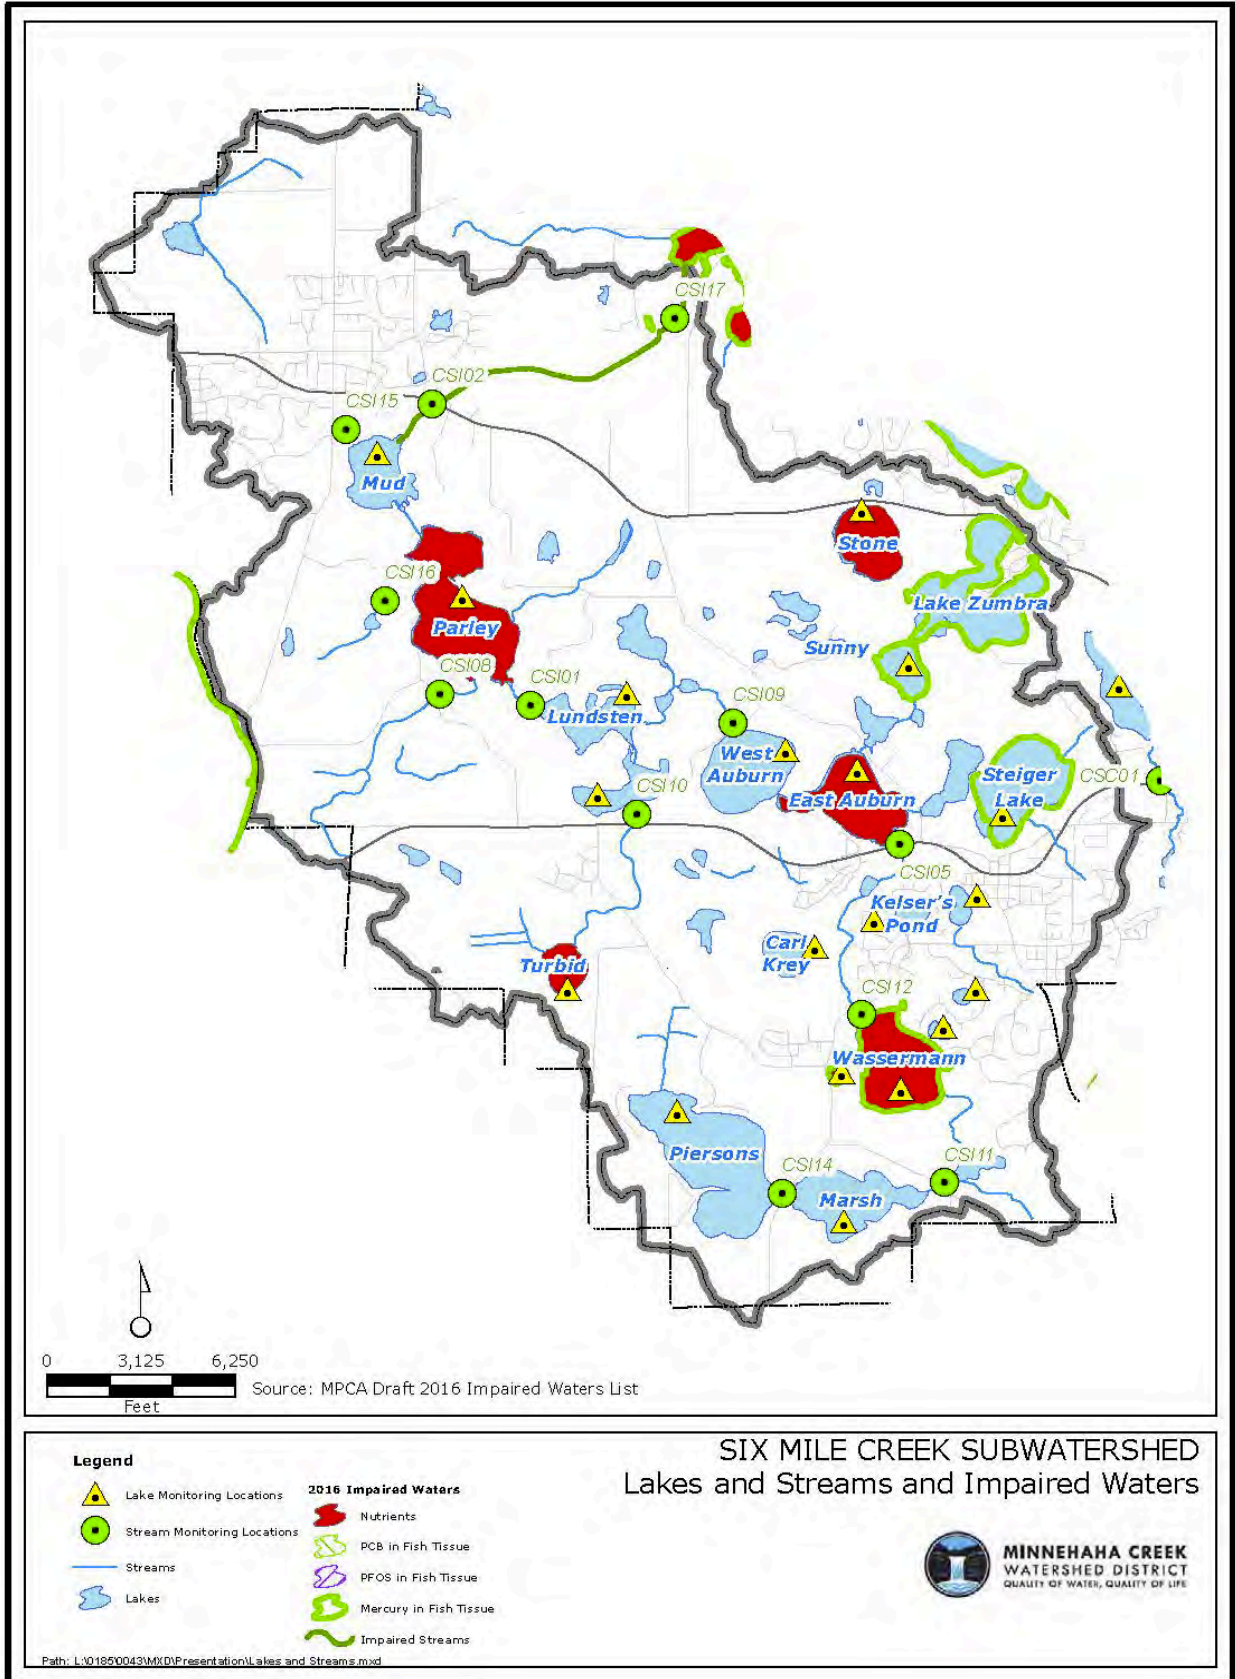 CSI17
CSI02
CSI15
Mud
Stone
CSI16
Lake Zumbra
Parley
Sunny
CSI08
CSI01
CSI09
Lundsten
West
Auburn
Steiger
Lake
CSC01
East Auburn
CSI10
CSI05
Kelser's
Pond
Carl
Krey
Turbid
CSI12
Wassermann
Piersons
CSI14
CSI11
Marsh
0 3,125 6,250
Feet
Source: MPCA Draft 2016 Impaired Waters List
SIX MILE CREEK SUBWATERSHED
Lakes and Streams and Impaired Waters
Legend
Lake Monitoring Locations
Stream Monitoring Locations
Streams
Lakes
2016 Impaired Waters
Nutrients
PCB in Fish Tissue
PFOS in Fish Tissue
Mercury in Fish Tissue
Impaired Streams
MINNEHAHA CREEK
WATERSHED DISTRICT
QUALITY OF WATER, QUALITY OF LIFE
Path: L:\0185\0043\MXD\Presentation\Lakes and Streams.mxd